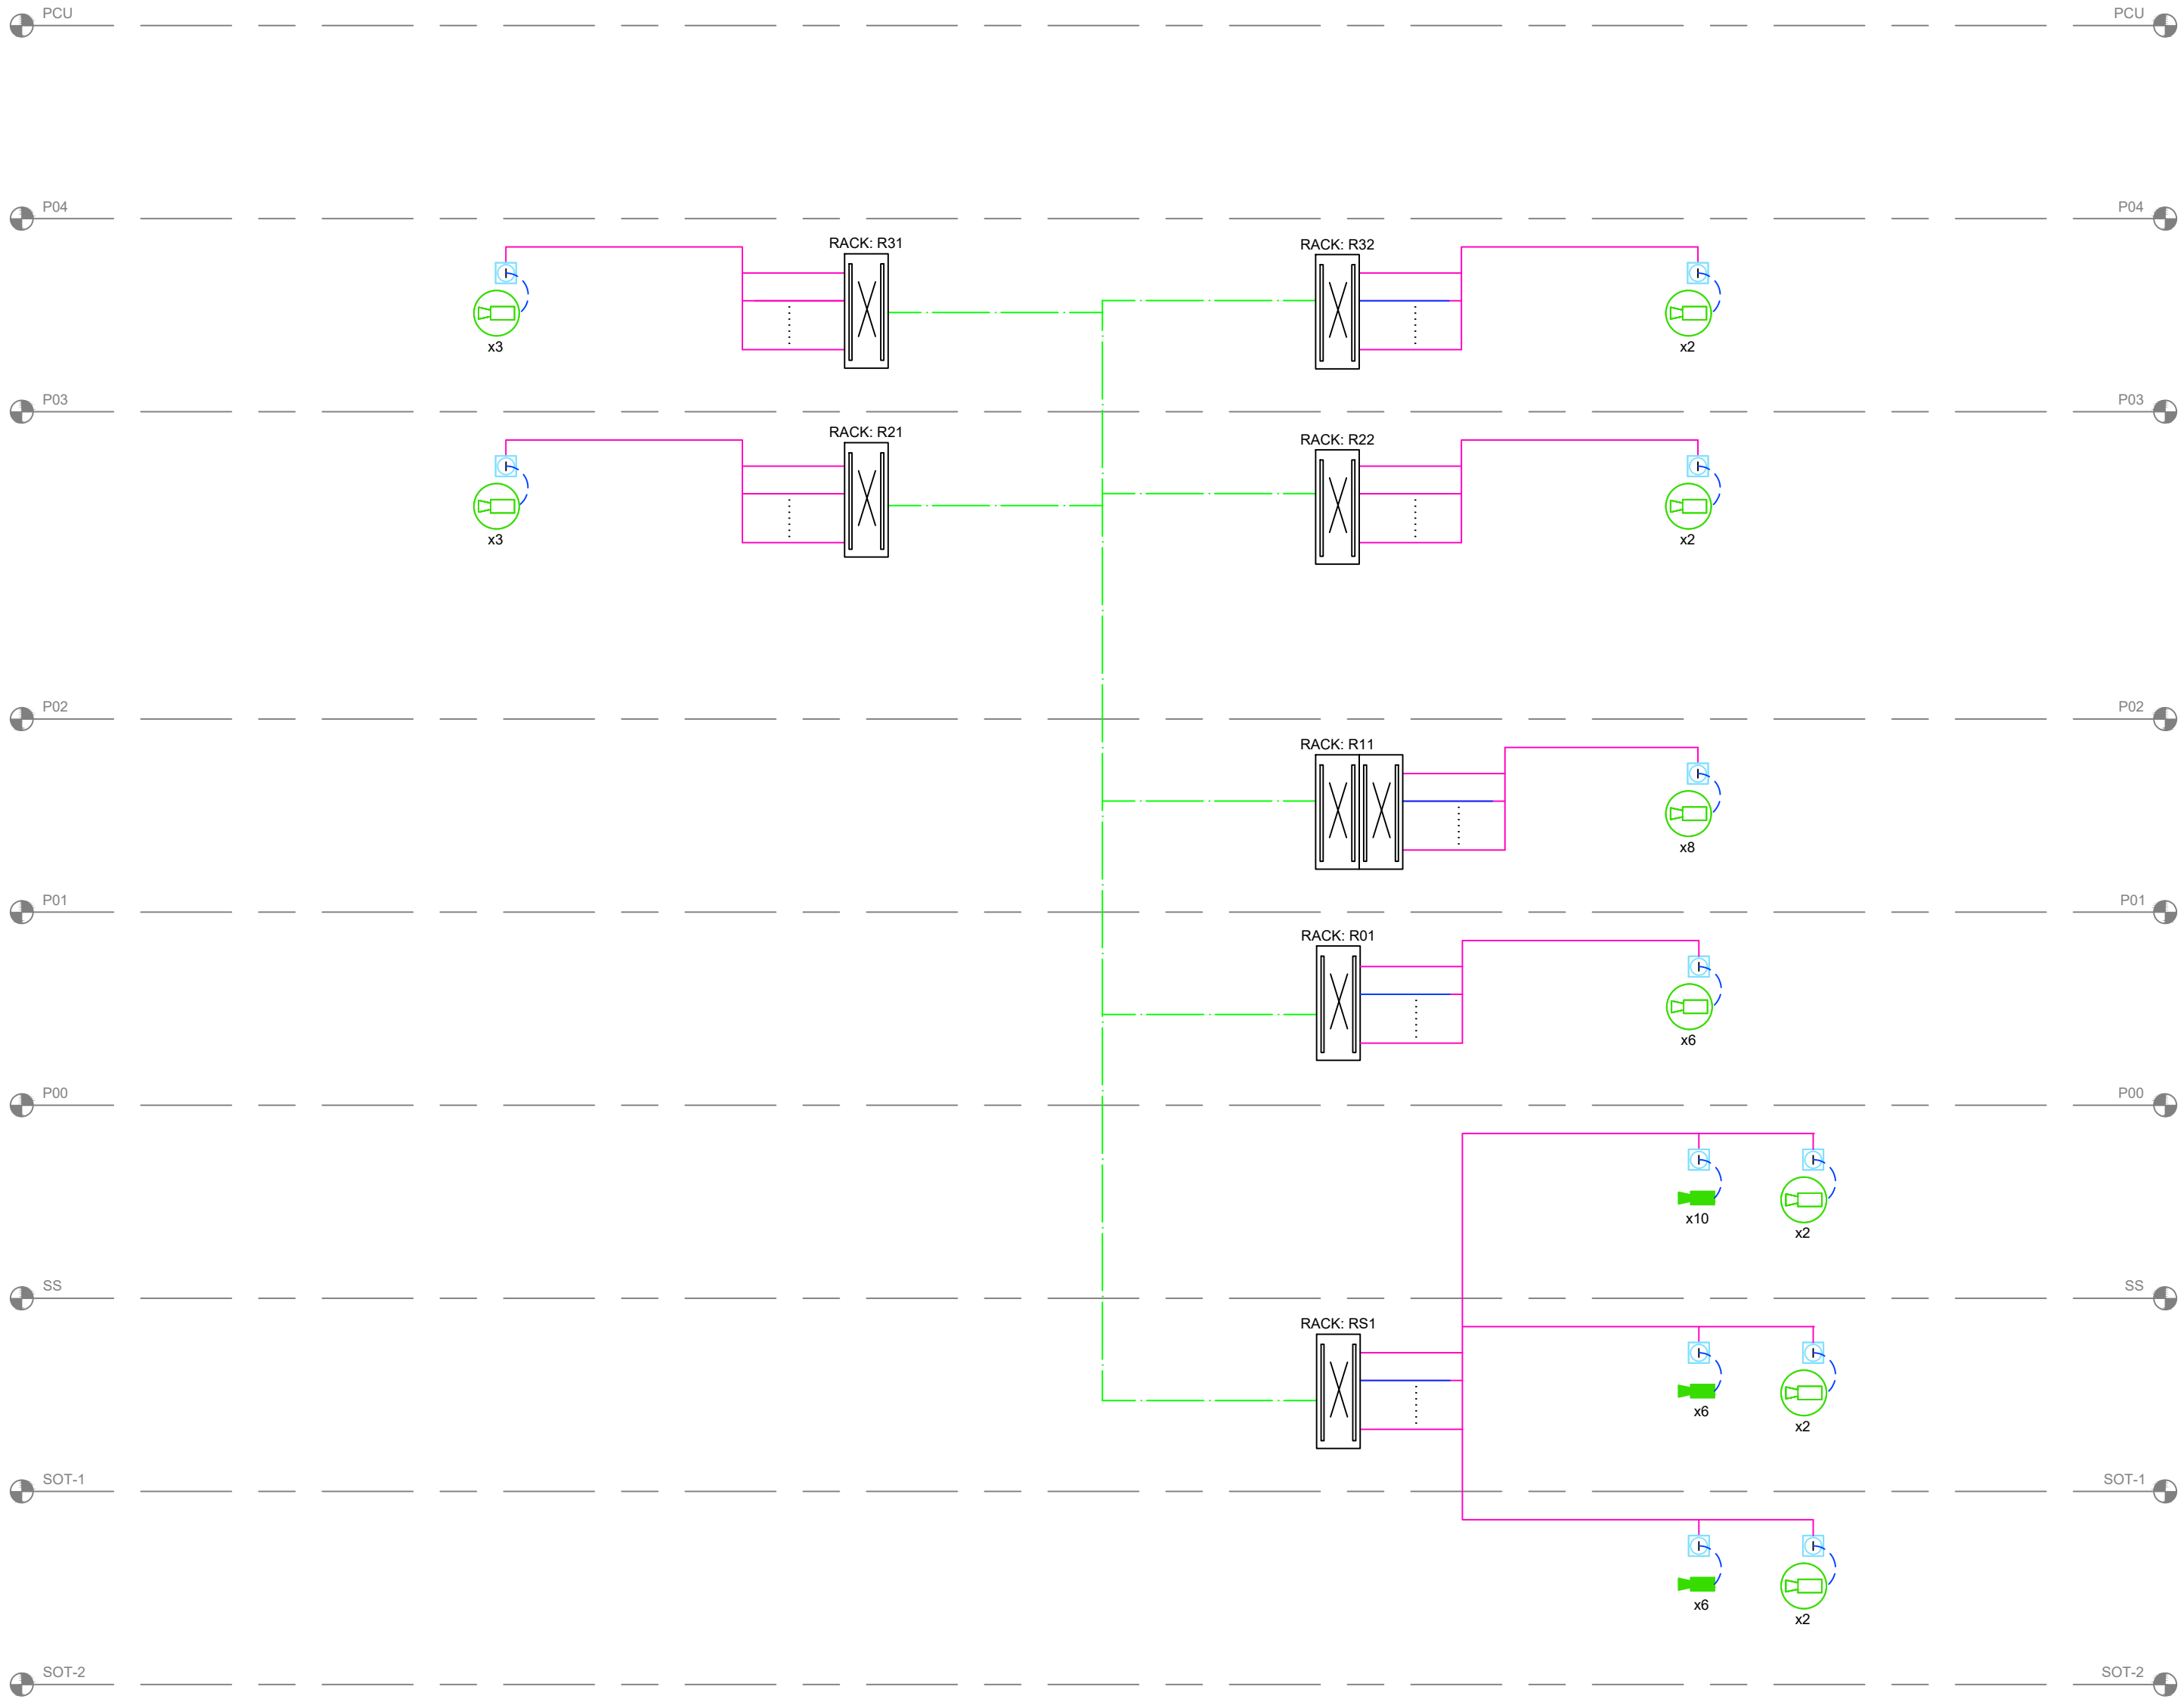 PCU PCU
P04 P04
RACK: R31 RACK: R32
x3 x2
P03 P03
RACK: R21 RACK: R22
x3 x2
P02 P02
RACK: R11
x8
P01 P01
RACK: R01
x6
P00 P00
x10
x2
SS SS
RACK: RS1
x6
x2
SOT-1 SOT-1
x6
x2
SOT-2 SOT-2